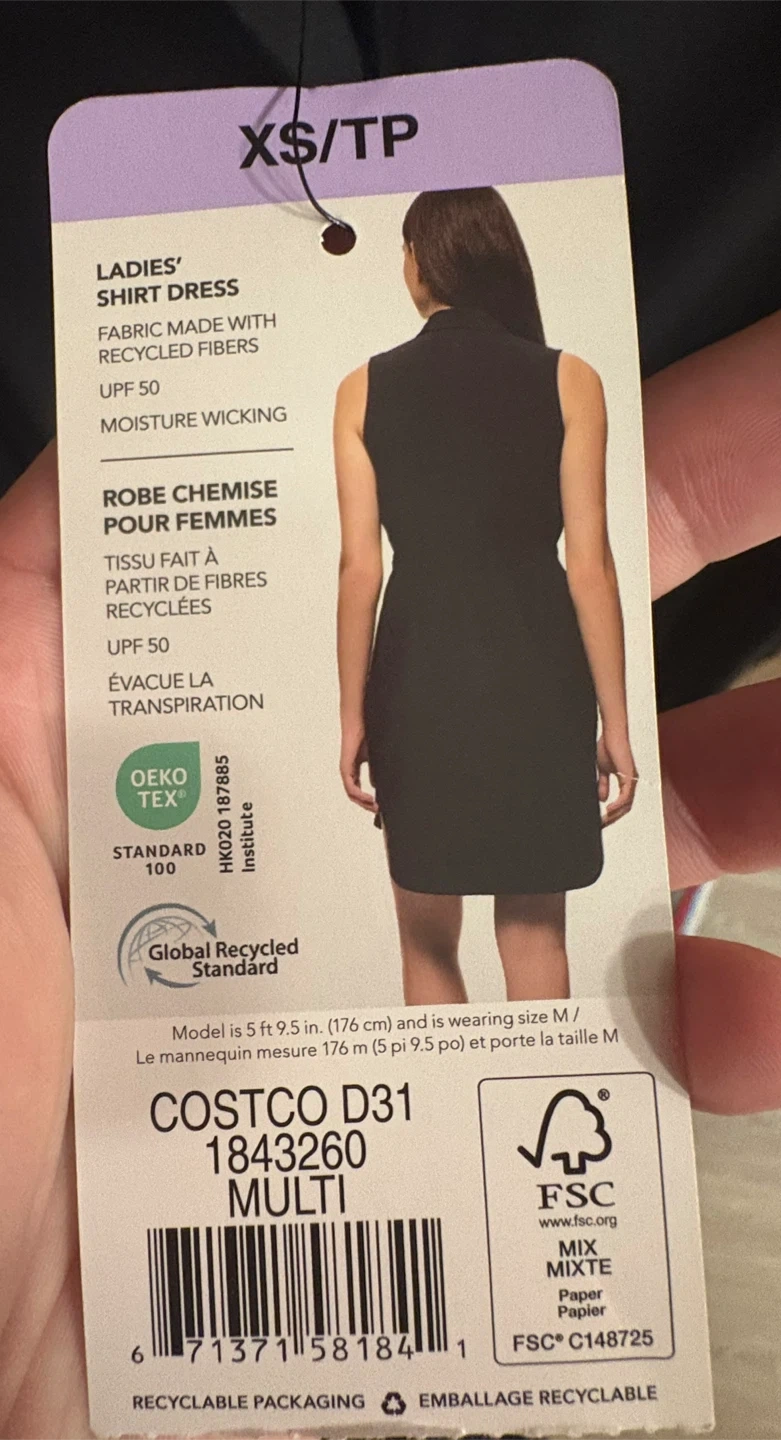 XS/TP
LADIES'
SHIRT DRESS
FABRIC MADE WITH
RECYCLED FIBERS
UPF 50
MOISTURE WICKING
ROBE CHEMISE
POUR FEMMES
TISSU FAIT À
PARTIR DE FIBRES
RECYCLÉES
UPF 50
ÉVACUE LA
TRANSPIRATION
OEKO
TEX®
STANDARD
100
HK020 187885
Institute
Global Recycled
Standard
Model is 5 ft 9.5 in. (176 cm) and is wearing size M /
Le mannequin mesure 176 m (5 pi 9.5 po) et porte la taille M
COSTCO D31
1843260
MULTI
6 71371 58184 1
®
FSC
www.fsc.org
MIX
MIXTE
Paper
Papier
FSC® C148725
RECYCLABLE PACKAGING EMBALLAGE RECYCLABLE